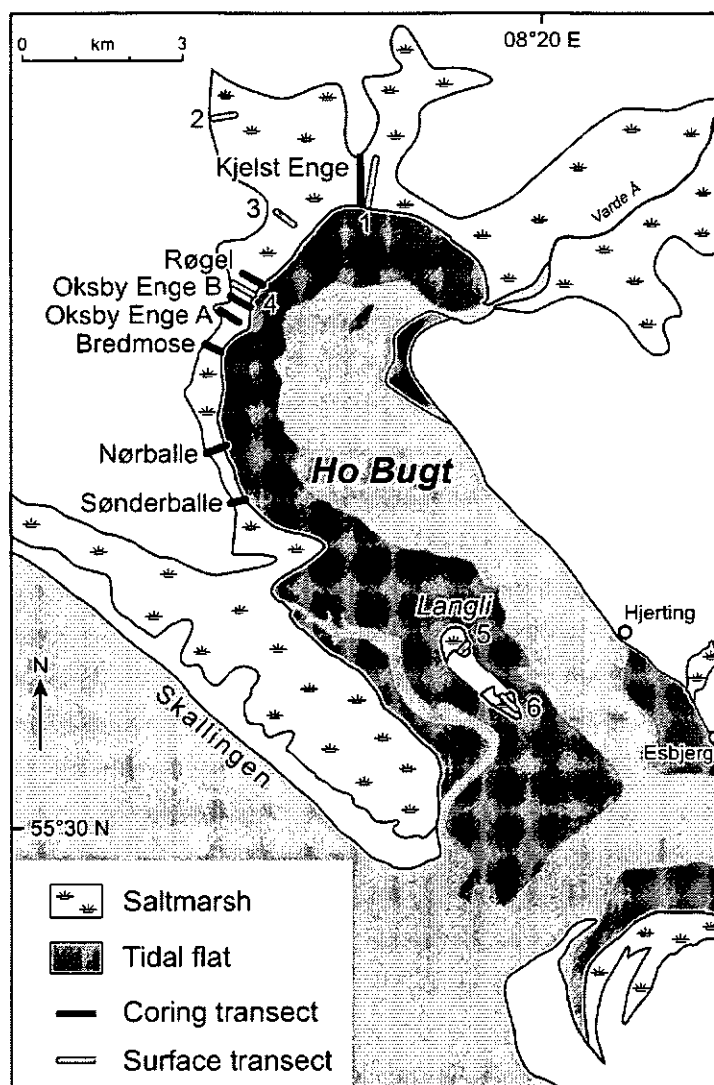 0 km 3
08°20 E
2
Kjelst Enge
Varde Å
3
1
Røgel
Oksby Enge B
4
Oksby Enge A
Bredmose
Nørballe
Ho Bugt
Sønderballe
Langli
Hjerting
5
N
6
Skallingen
Esbjerg
55°30 N
Saltmarsh
Tidal flat
Coring transect
Surface transect